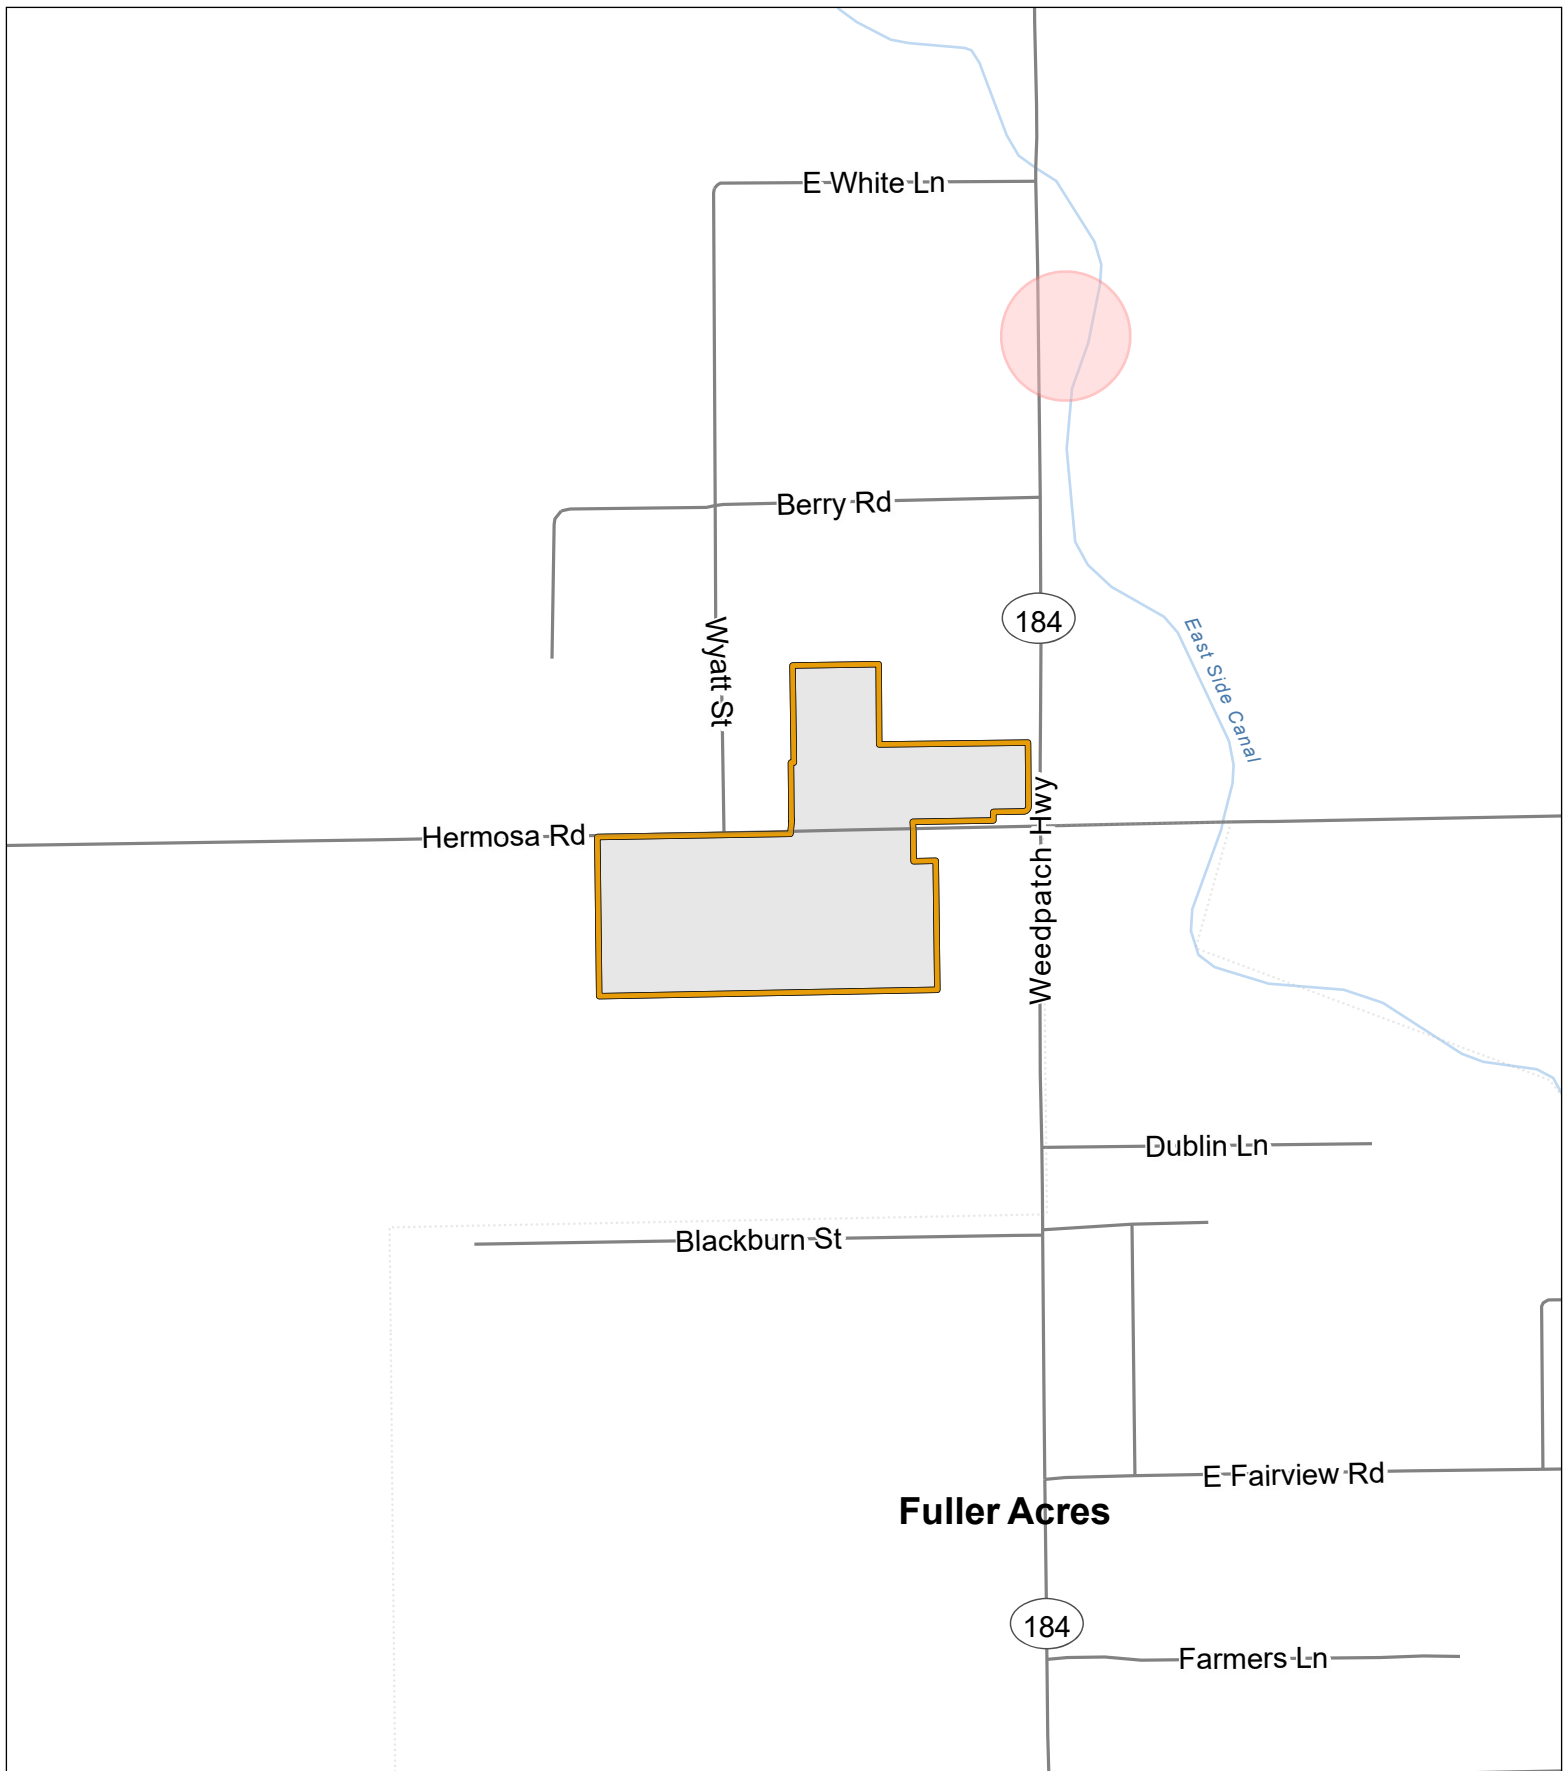 E White Ln
Berry Rd
184
Wyatt St
East Side Canal
Hermosa Rd
Weedpatch Hwy
Dublin Ln
Blackburn St
E Fairview Rd
Fuller Acres
184
Farmers Ln